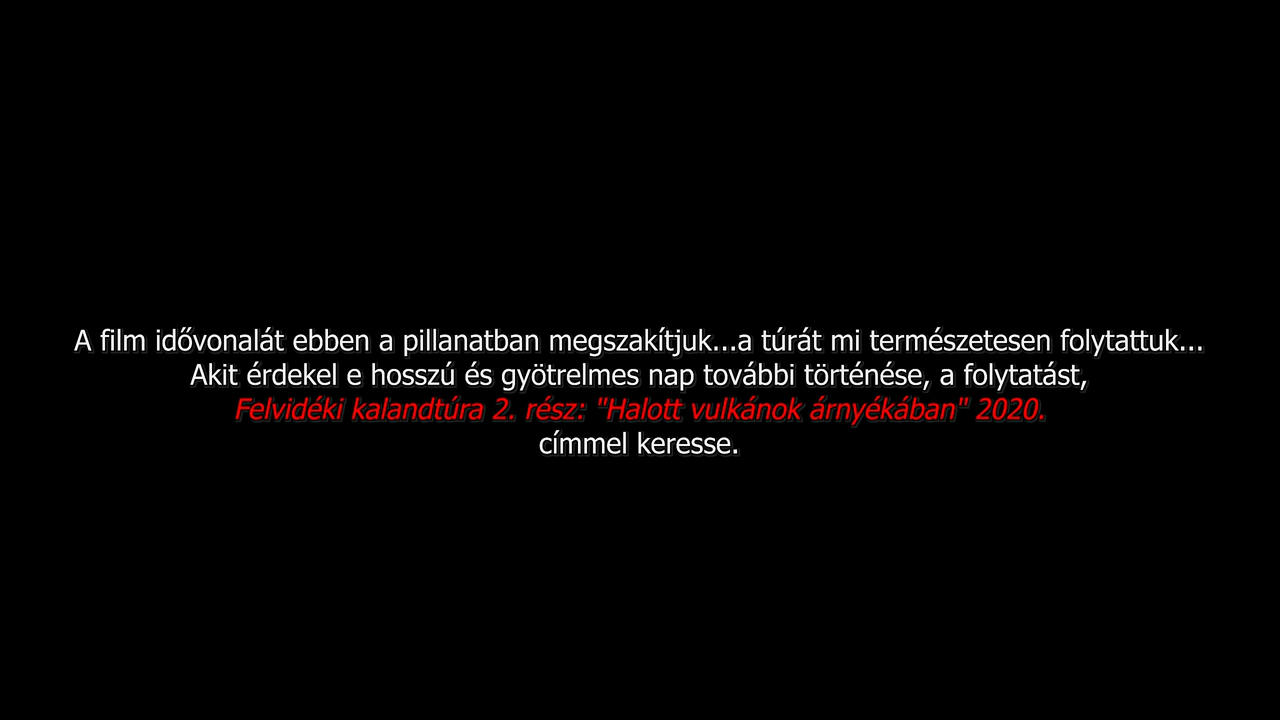 A film idővonalát ebben a pillanatban megszakítjuk...a túrát mi természetesen folytattuk...
Akit érdekel e hosszú és gyötrelmes nap további történése, a folytatást,
Felvidéki kalandtúra 2. rész: "Halott vulkánok árnyékában" 2020.
címmel keresse.